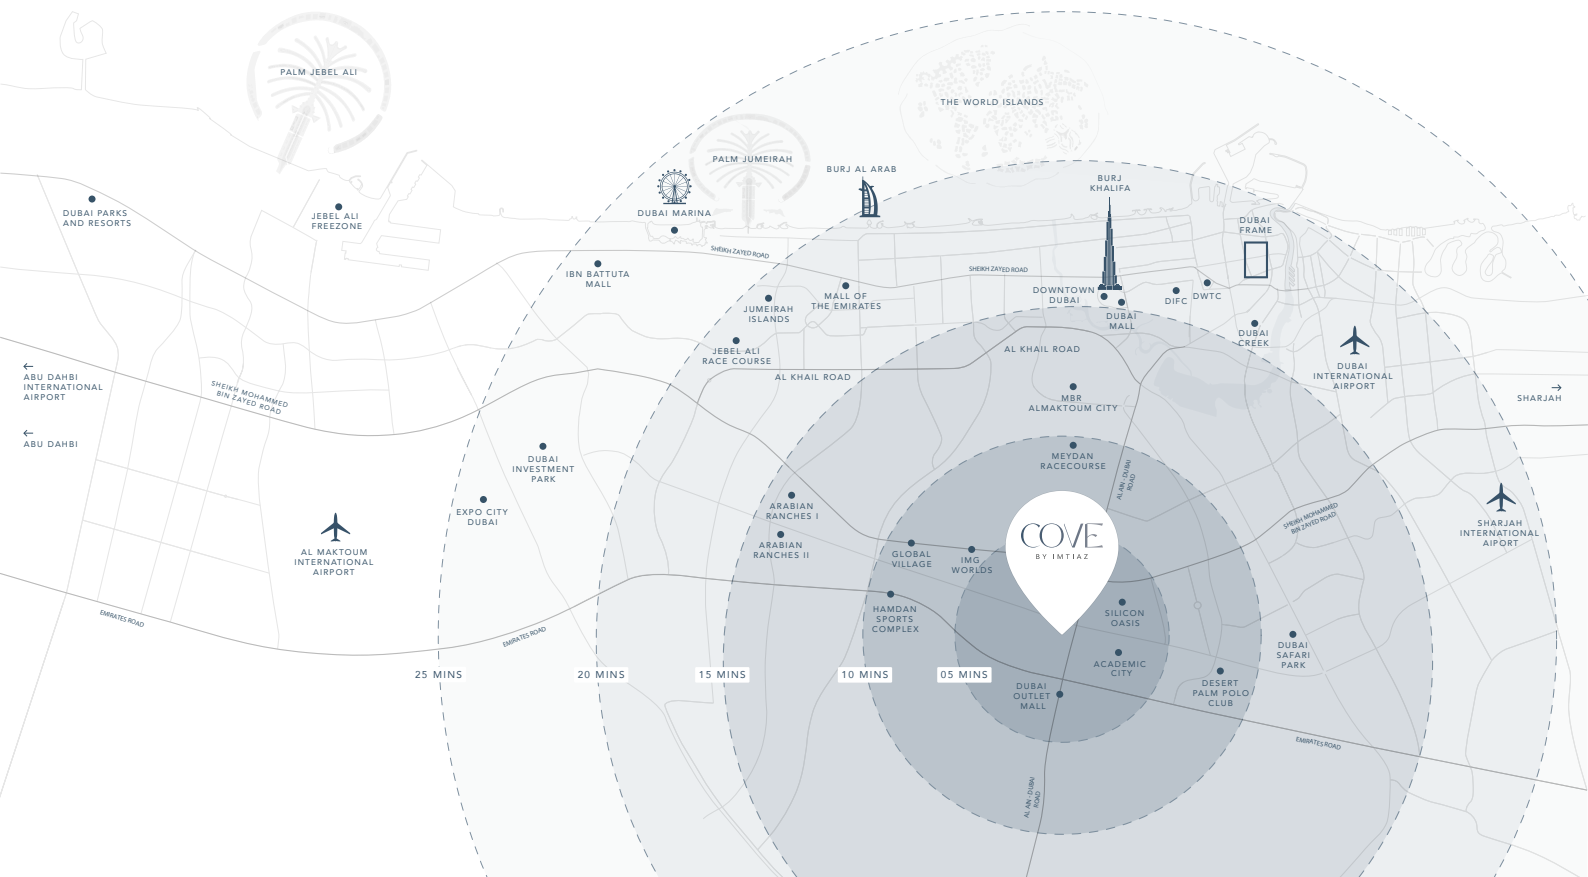 PALM JEBEL ALI
THE WORLD ISLANDS
PALM JUMEIRAH
BURJ AL ARAB
BURJ
KHALIFA
DUBAI PARKS
AND RESORTS
JEBEL ALI
FREEZONE
DUBAI MARINA
DUBAI
FRAME
SHEIKH ZAYED ROAD
SHEIKH ZAYED ROAD
IBN BATTUTA
MALL
JUMEIRAH
ISLANDS
MALL OF
THE EMIRATES
DOWNTOWN
DUBAI
DUBAI
MALL
DIFC
DWTC
DUBAI
CREEK
JEBEL ALI
RACE COURSE
AL KHAIL ROAD
AL KHAIL ROAD
DUBAI
INTERNATIONAL
AIRPORT
← 
ABU DAHBI
INTERNATIONAL
AIRPORT
SHEIKH MOHAMMED
BIN ZAYED ROAD
MBR
ALMAKTOUM CITY
→
SHARJAH
←
ABU DAHBI
DUBAI
INVESTMENT
PARK
MEYDAN
RACECOURSE
AL AIN - DUBAI
ROAD
EXPO CITY
DUBAI
ARABIAN
RANCHES I
ARABIAN
RANCHES II
SHEIKH MOHAMMED
BIN ZAYED ROAD
SHARJAH
INTERNATIONAL
AIPORT
AL MAKTOUM
INTERNATIONAL
AIRPORT
GLOBAL
VILLAGE
IMG
WORLDS
COVE
BY IMTIAZ
HAMDAN
SPORTS
COMPLEX
SILICON
OASIS
EMIRATES ROAD
EMIRATES ROAD
DUBAI
SAFARI
PARK
ACADEMIC
CITY
25 MINS
20 MINS
15 MINS
10 MINS
05 MINS
DUBAI
OUTLET
MALL
DESERT
PALM POLO
CLUB
EMIRATES ROAD
AL AIN - DUBAI
ROAD